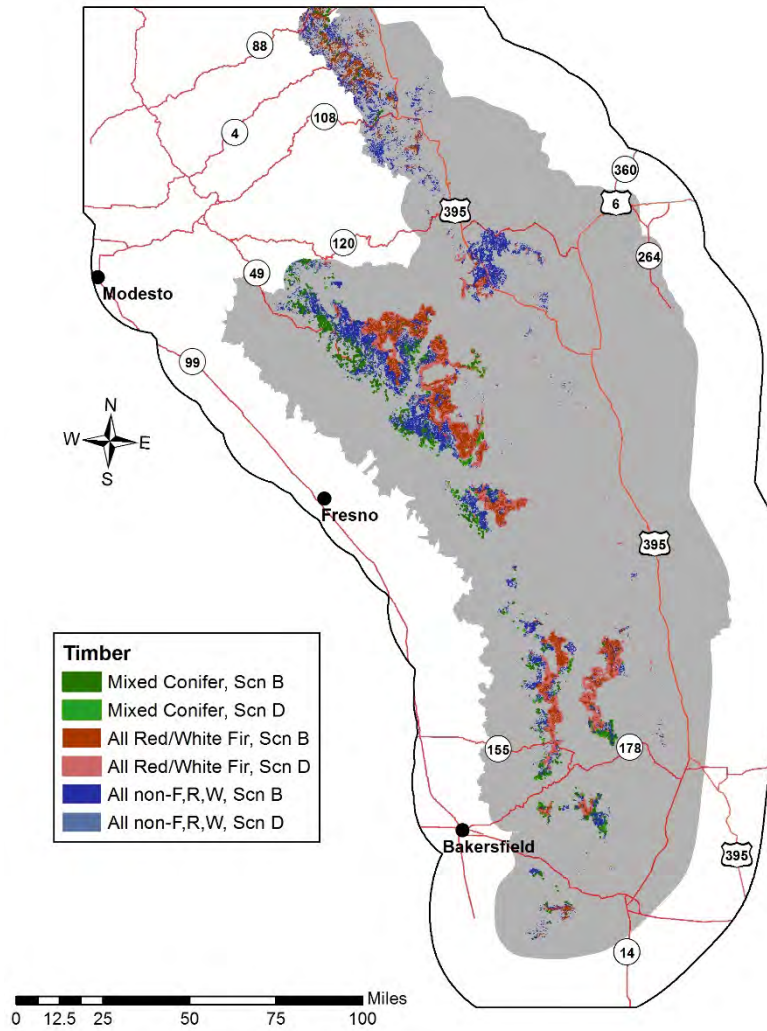 88
4
108
360
6
395
120
264
49
Modesto
99
N
W E
S
Fresno
395
Timber
Mixed Conifer, Scn B
Mixed Conifer, Scn D
All Red/White Fir, Scn B
All Red/White Fir, Scn D
All non-F,R,W, Scn B
All non-F,R,W, Scn D
155
178
Bakersfield
395
14
Miles
0 12.5 25 50 75 100